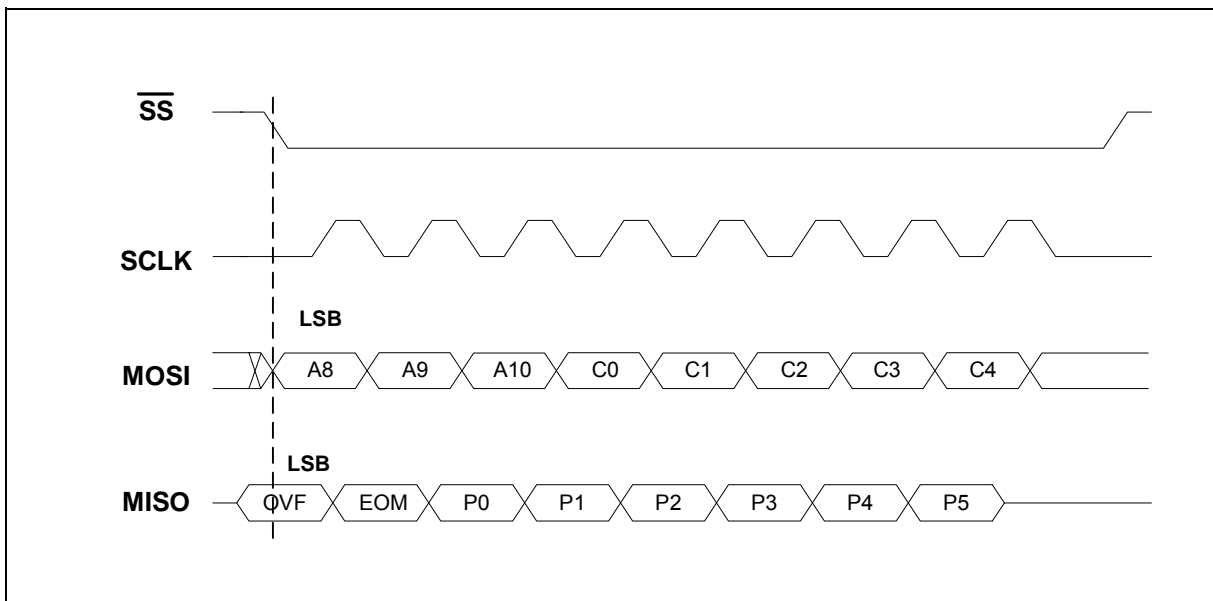 SS
SCLK
LSB
MOSI A8 A9 A10 C0 C1 C2 C3 C4
LSB
MISO OVF EOM P0 P1 P2 P3 P4 P5